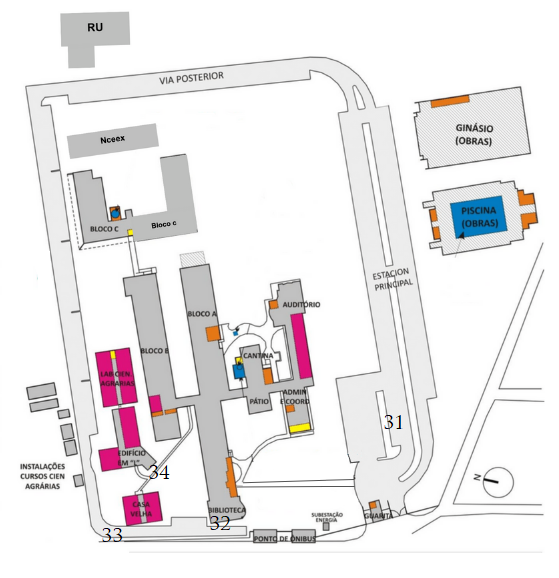 RU
VIA POSTERIOR
GINÁSIO
(OBRAS)
Nceex
PISCINA
(OBRAS)
BLOCO C
Bloco c
ESTACION
PRINCIPAL
BLOCO A
AUDITÓRIO
BLOCO B
CANTINA
LAB CIEN
AGRÁRIAS
PÁTIO
ADMIN
E COORD
31
EDIFÍCIO
EM "L"
34
INSTALAÇÕES
CURSOS CIEN
AGRÁRIAS
N
CASA
VELHA
BIBLIOTECA
32
SUBESTAÇÃO
ENERGIA
GUARITA
33
PONTO DE ÔNIBUS